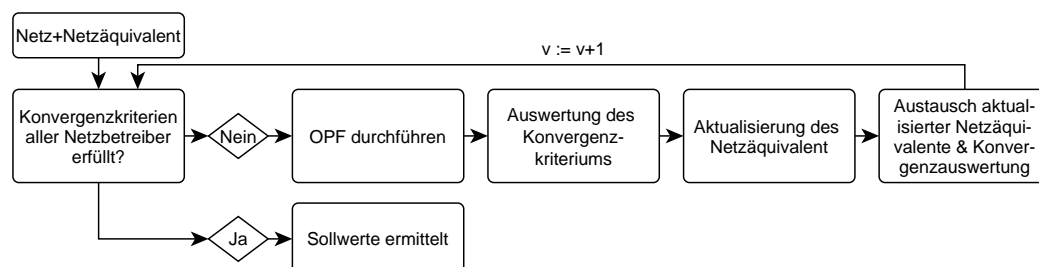 Netz+Netzäquivalent
v := v+1
Konvergenzkriterien
aller Netzbetreiber
erfüllt?
Nein
OPF durchführen
Auswertung des
Konvergenz-
kriteriums
Aktualisierung des
Netzäquivalent
Austausch aktual-
isierter Netzäqui-
valente & Konver-
genzauswertung
Ja
Sollwerte ermittelt